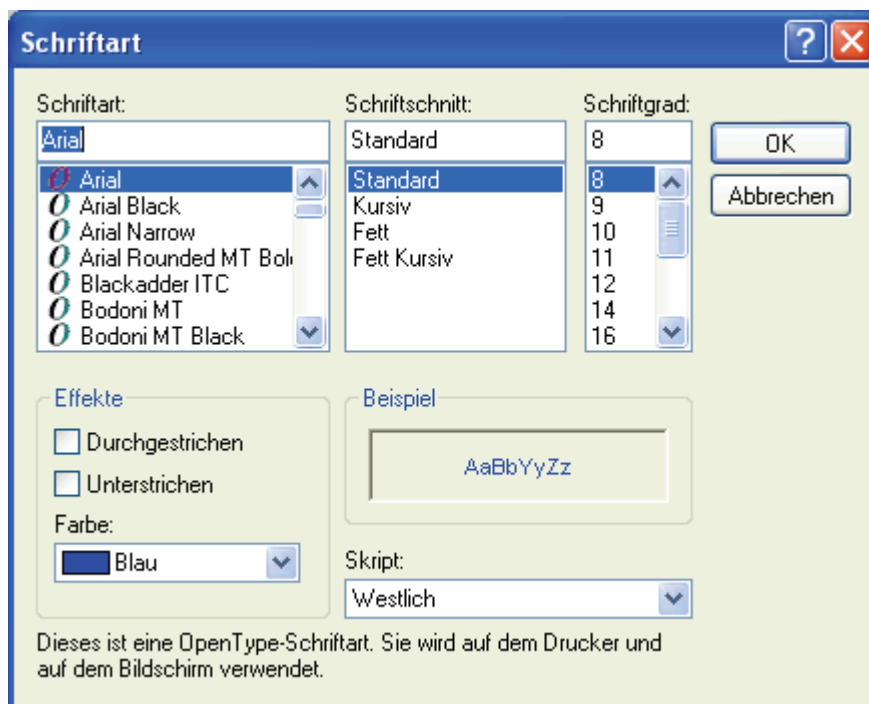 Schriftart
Schriftart:
Arial
Arial
Arial Black
Arial Narrow
Arial Rounded MT Bol
Blackadder ITC
Bodoni MT
Bodoni MT Black
Schriftschnitt:
Standard
Standard
Kursiv
Fett
Fett Kursiv
Schriftgrad:
8
8
9
10
11
12
14
16
OK
Abbrechen
Effekte
Durchgestrichen
Unterstrichen
Farbe:
Blau
Beispiel
AaBbYyZz
Skript:
Westlich
Dieses ist eine OpenType-Schriftart. Sie wird auf dem Drucker und
auf dem Bildschirm verwendet.